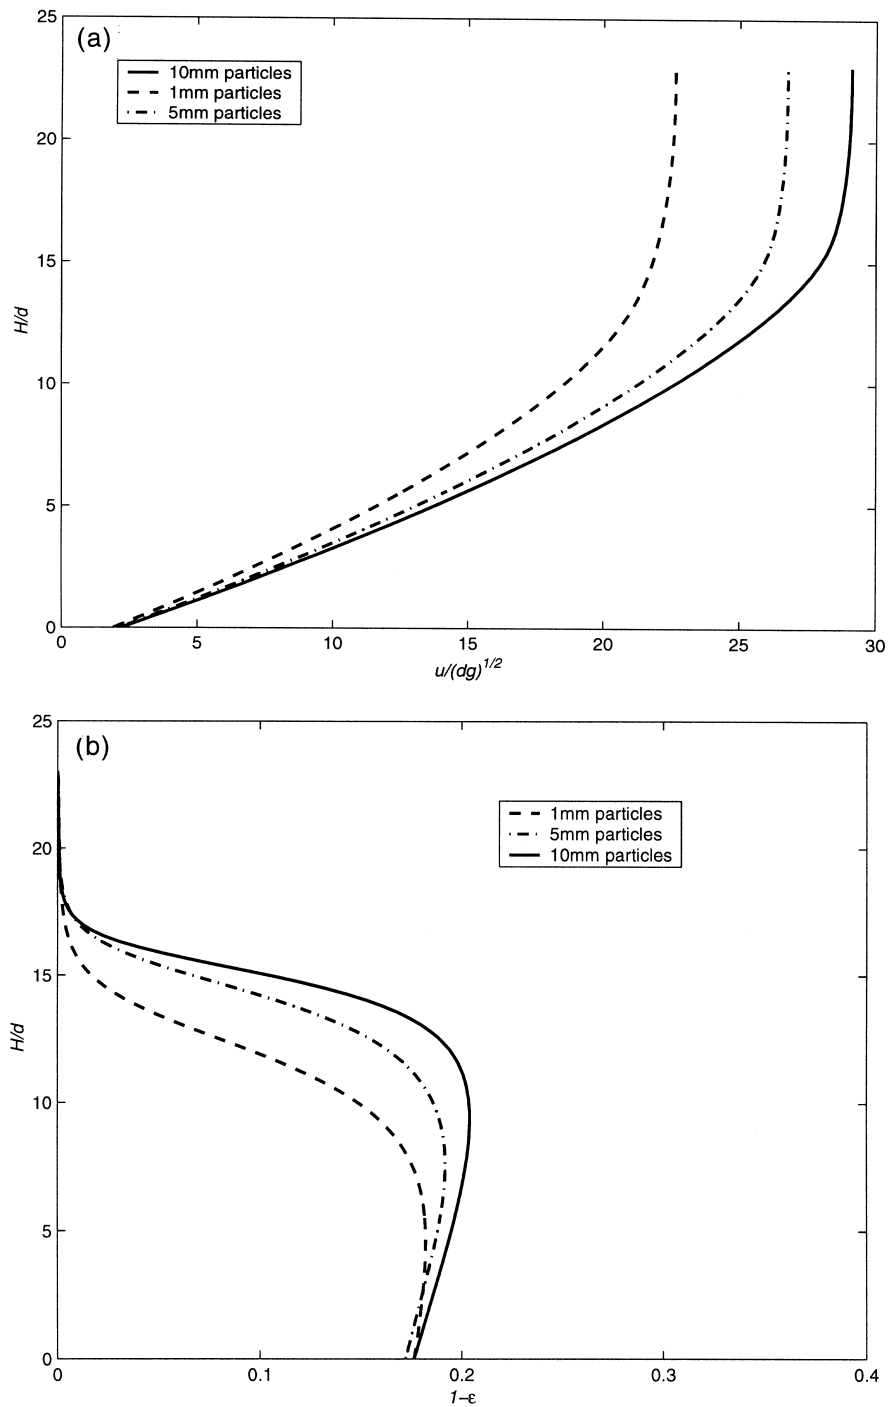 25
(a)
10mm particles
1mm particles
5mm particles
20
15
H/d
10
5
0
0 5 10 15 20 25 30
u/(dg)^1/2
25
(b)
1mm particles
5mm particles
10mm particles
20
15
H/d
10
5
0
0 0.1 0.2 0.3 0.4
1–ε